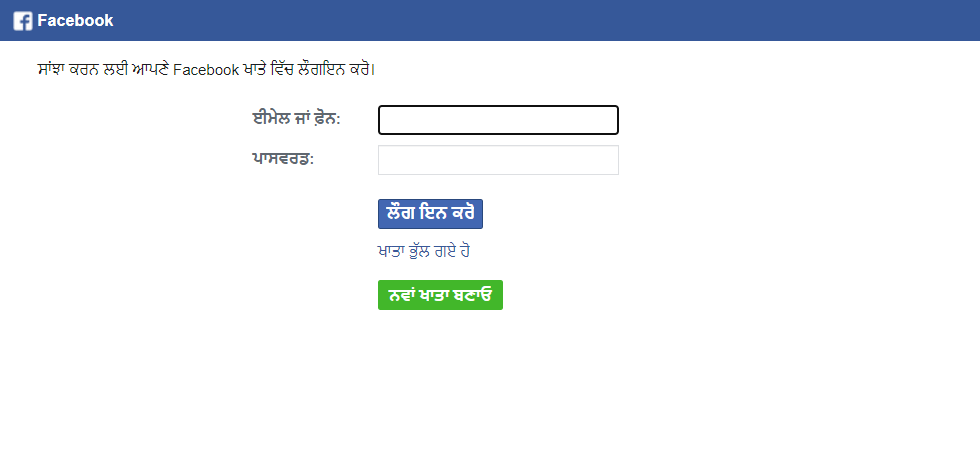 Facebook
ਸਾਂਝਾ ਕਰਨ ਲਈ ਆਪਣੇ Facebook ਖਾਤੇ ਵਿੱਚ ਲੌਗਇਨ ਕਰੋ।
ਈਮੇਲ ਜਾਂ ਫ਼ੋਨ:
ਪਾਸਵਰਡ:
ਲੌਗ ਇਨ ਕਰੋ
ਖਾਤਾ ਭੁੱਲ ਗਏ ਹੋ
ਨਵਾਂ ਖਾਤਾ ਬਣਾਓ